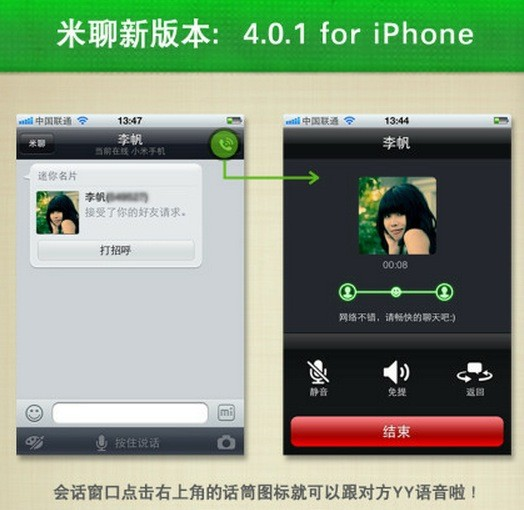 米聊新版本: 4.0.1 for iPhone
中国联通 13:47
米聊
李帆
当前在线 小米手机
迷你名片
李帆
接受了你的好友请求。
打招呼
mi
按住说话
中国联通 13:44
李帆
00:08
网络不错，请畅快的聊天吧:)
静音 免提 返回
结束
会话窗口点击右上角的话筒图标就可以跟对方YY语音啦！